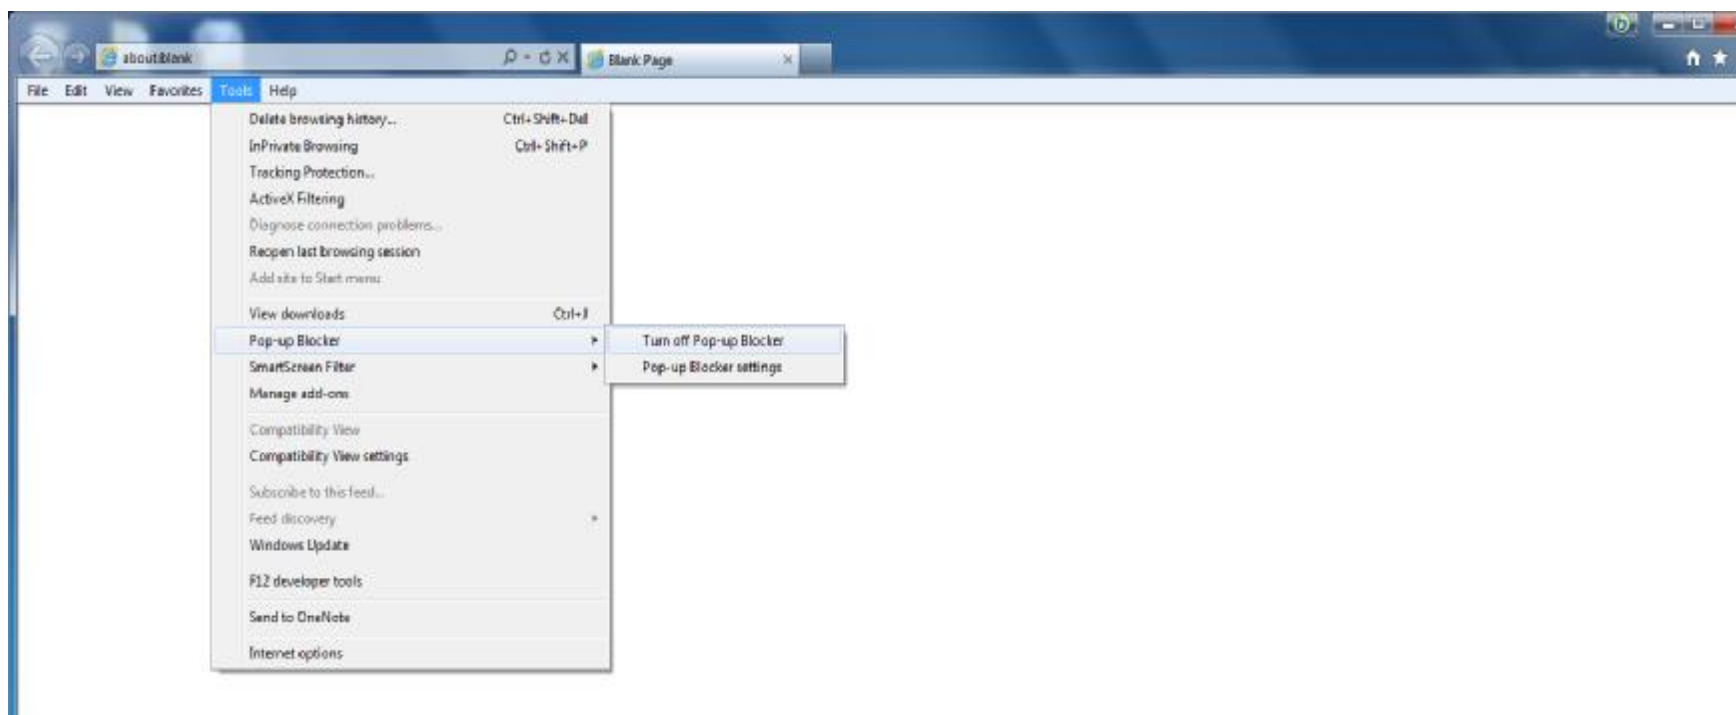 about:blank
Blank Page
File Edit View Favorites Tools Help
Delete browsing history... Ctrl+Shift+Del
InPrivate Browsing Ctrl+Shift+P
Tracking Protection...
ActiveX Filtering
Diagnose connection problems...
Reopen last browsing session
Add site to Start menu
View downloads Ctrl+J
Pop-up Blocker Turn off Pop-up Blocker
SmartScreen Filter Pop-up Blocker settings
Manage add-ons
Compatibility View
Compatibility View settings
Subscribe to this feed...
Feed discovery
Windows Update
F12 developer tools
Send to OneNote
Internet options